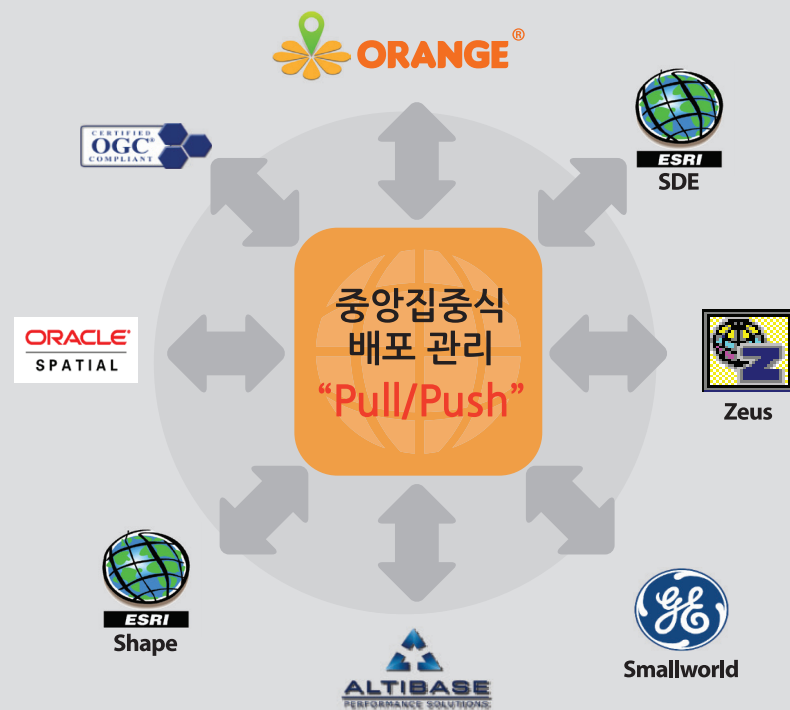 ORANGE®
CERTIFIED
OGC®
COMPLIANT
ESRI
SDE
ORACLE®
SPATIAL
중앙집중식
배포 관리
“Pull/Push”
Z
Zeus
ESRI
Shape
GE
Smallworld
ALTIBASE
PERFORMANCE SOLUTIONS